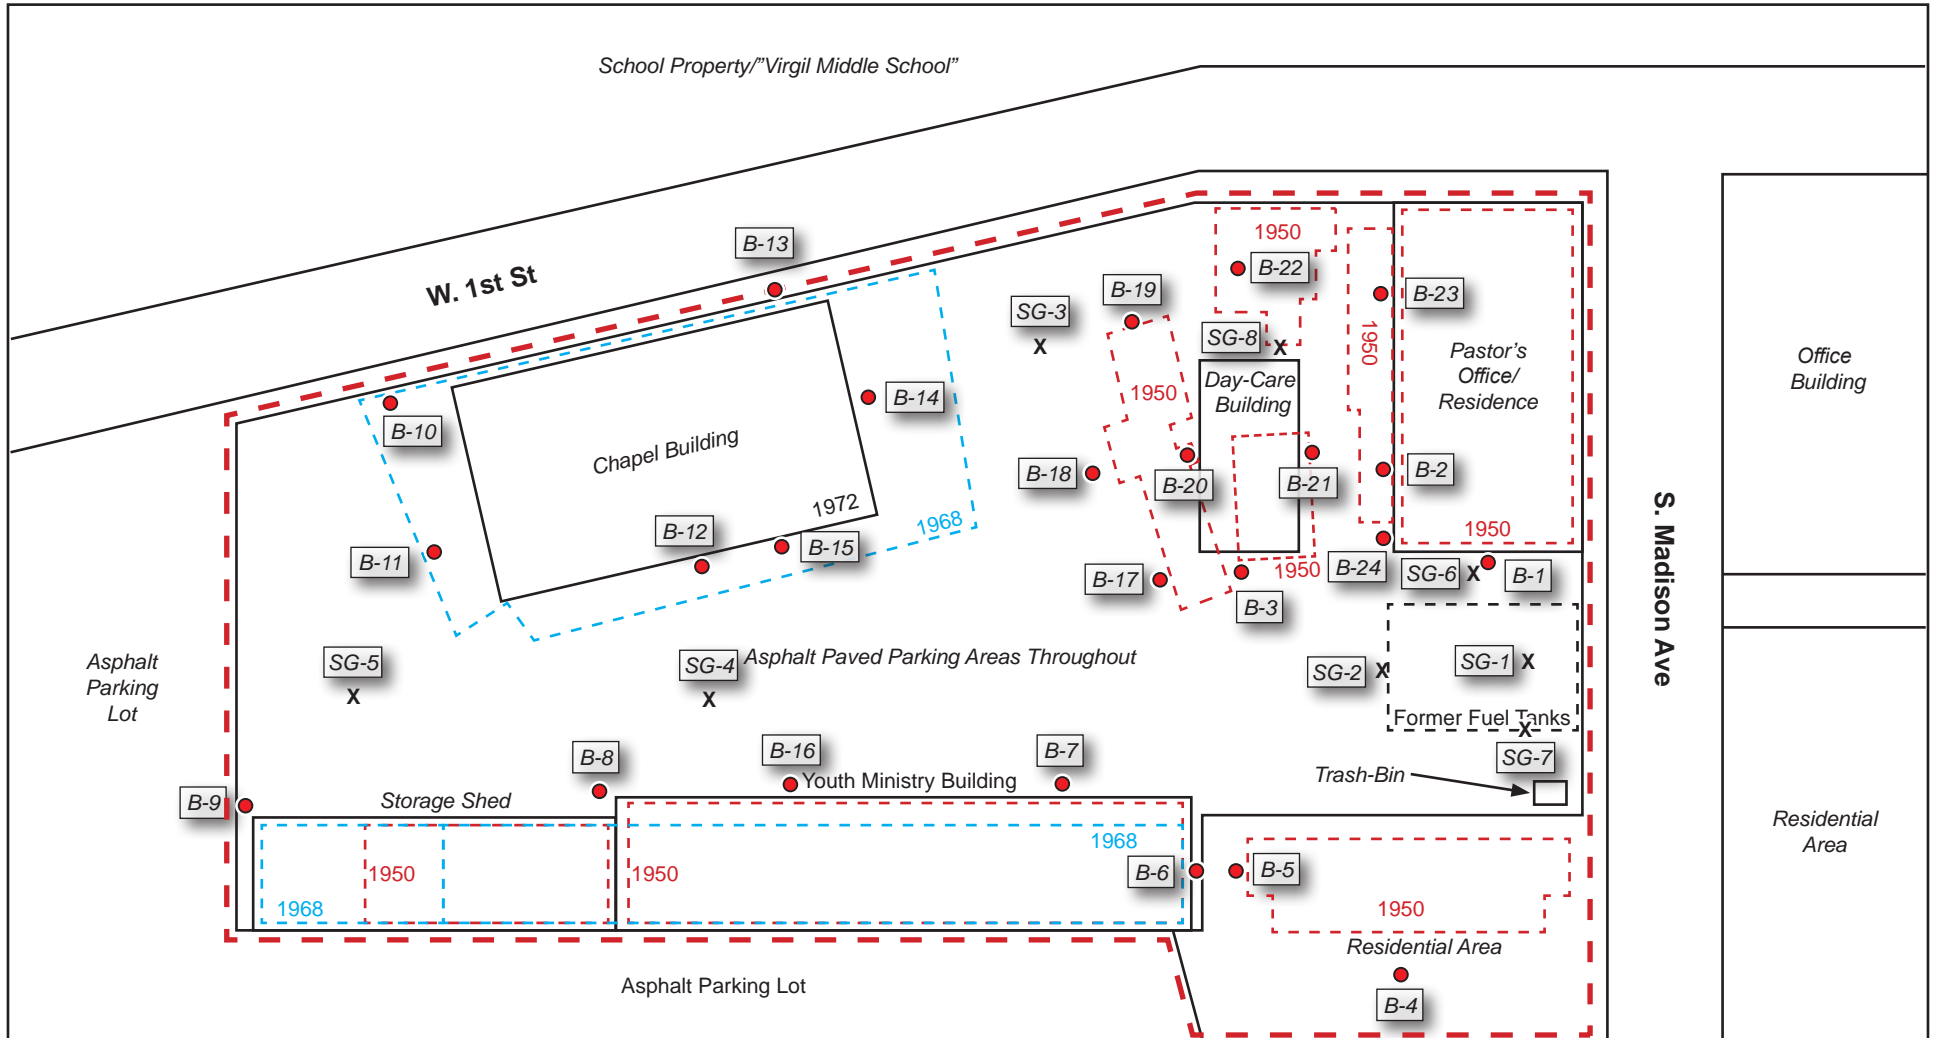 School Property/"Virgil Middle School"
W. 1st St
B-13
B-19
1950
B-22
B-23
SG-3
SG-8
1950
Pastor's
Office/
Residence
Office
Building
Day-Care
Building
1950
B-14
B-10
Chapel Building
B-18
B-20
B-21
B-2
1972
1968
1950
S. Madison Ave
B-12
B-15
B-11
B-17
1950
B-24
SG-6
B-1
B-3
SG-5
SG-4
Asphalt Paved Parking Areas Throughout
SG-2
SG-1
Asphalt
Parking
Lot
Former Fuel Tanks
B-8
B-16
B-7
SG-7
Youth Ministry Building
Trash-Bin
B-9
Storage Shed
Residential
Area
1968
1950
1950
B-6
B-5
1968
1950
Residential Area
Asphalt Parking Lot
B-4
X
X
X
X
X
X
X
X